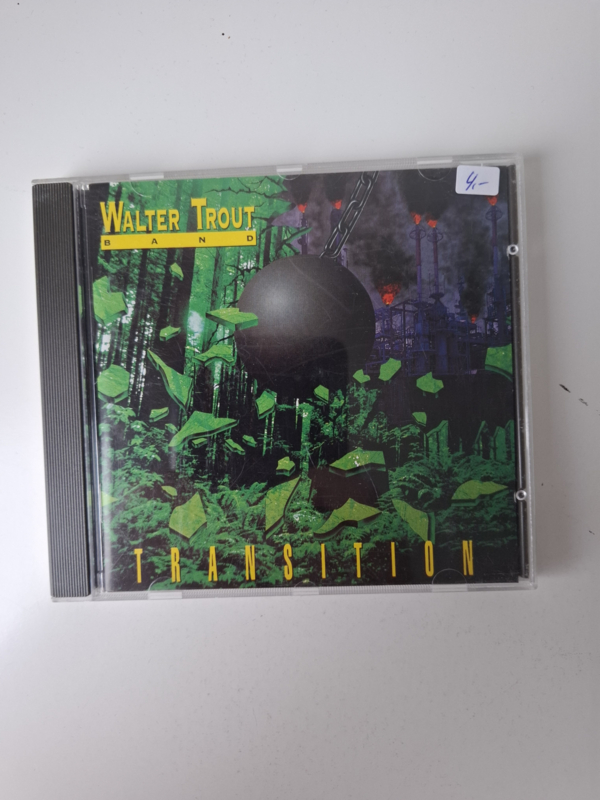 4,-
WALTER TROUT
BAND
TRANSITION